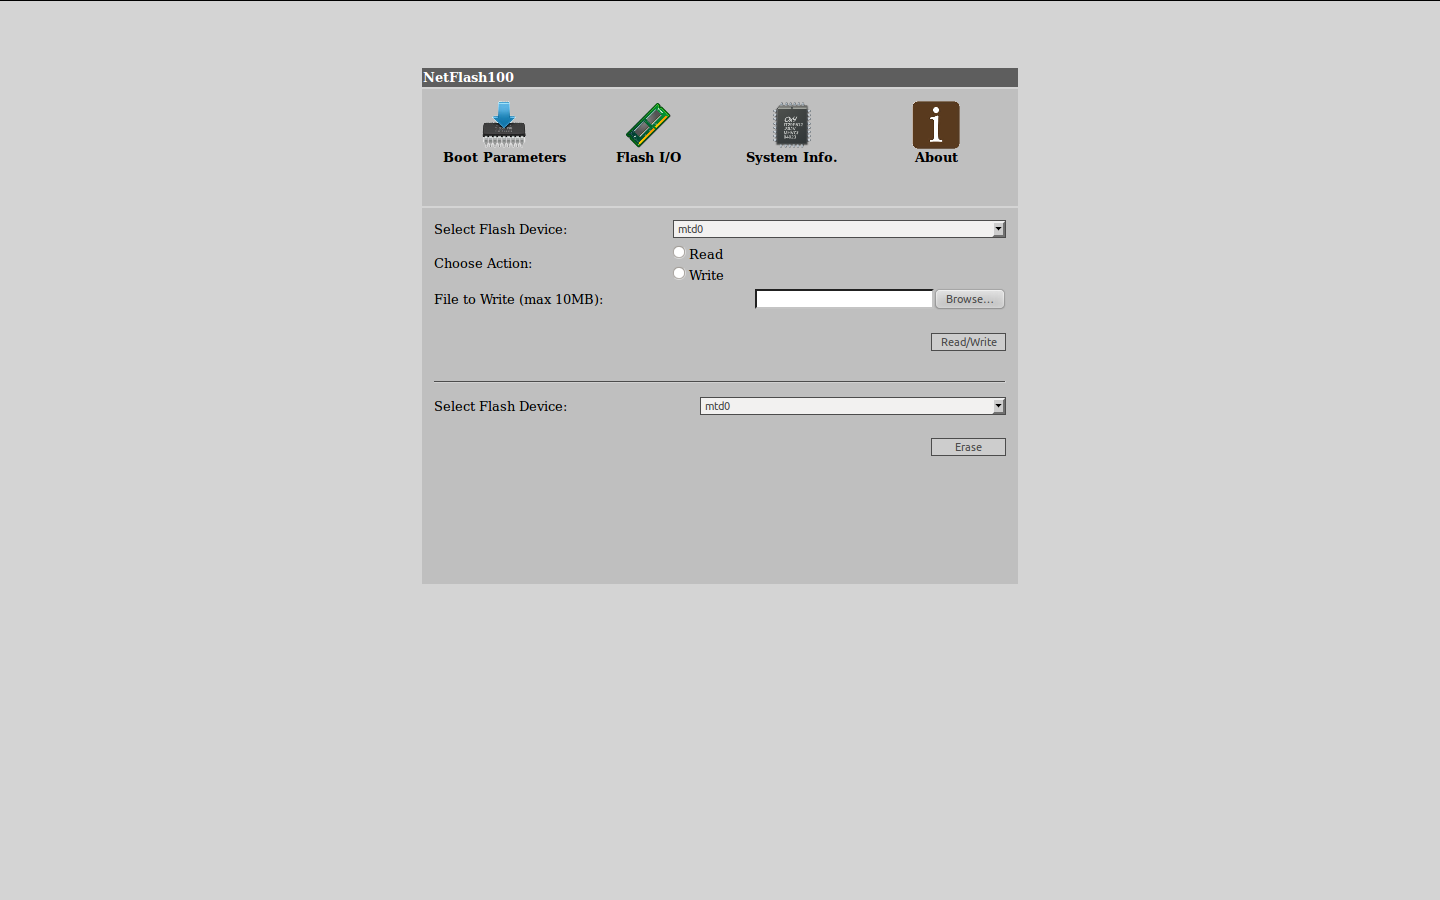 NetFlash100
Boot Parameters Flash I/O System Info. About
Select Flash Device: mtd0
Choose Action:
Read
Write
File to Write (max 10MB): Browse...
Read/Write
Select Flash Device: mtd0
Erase